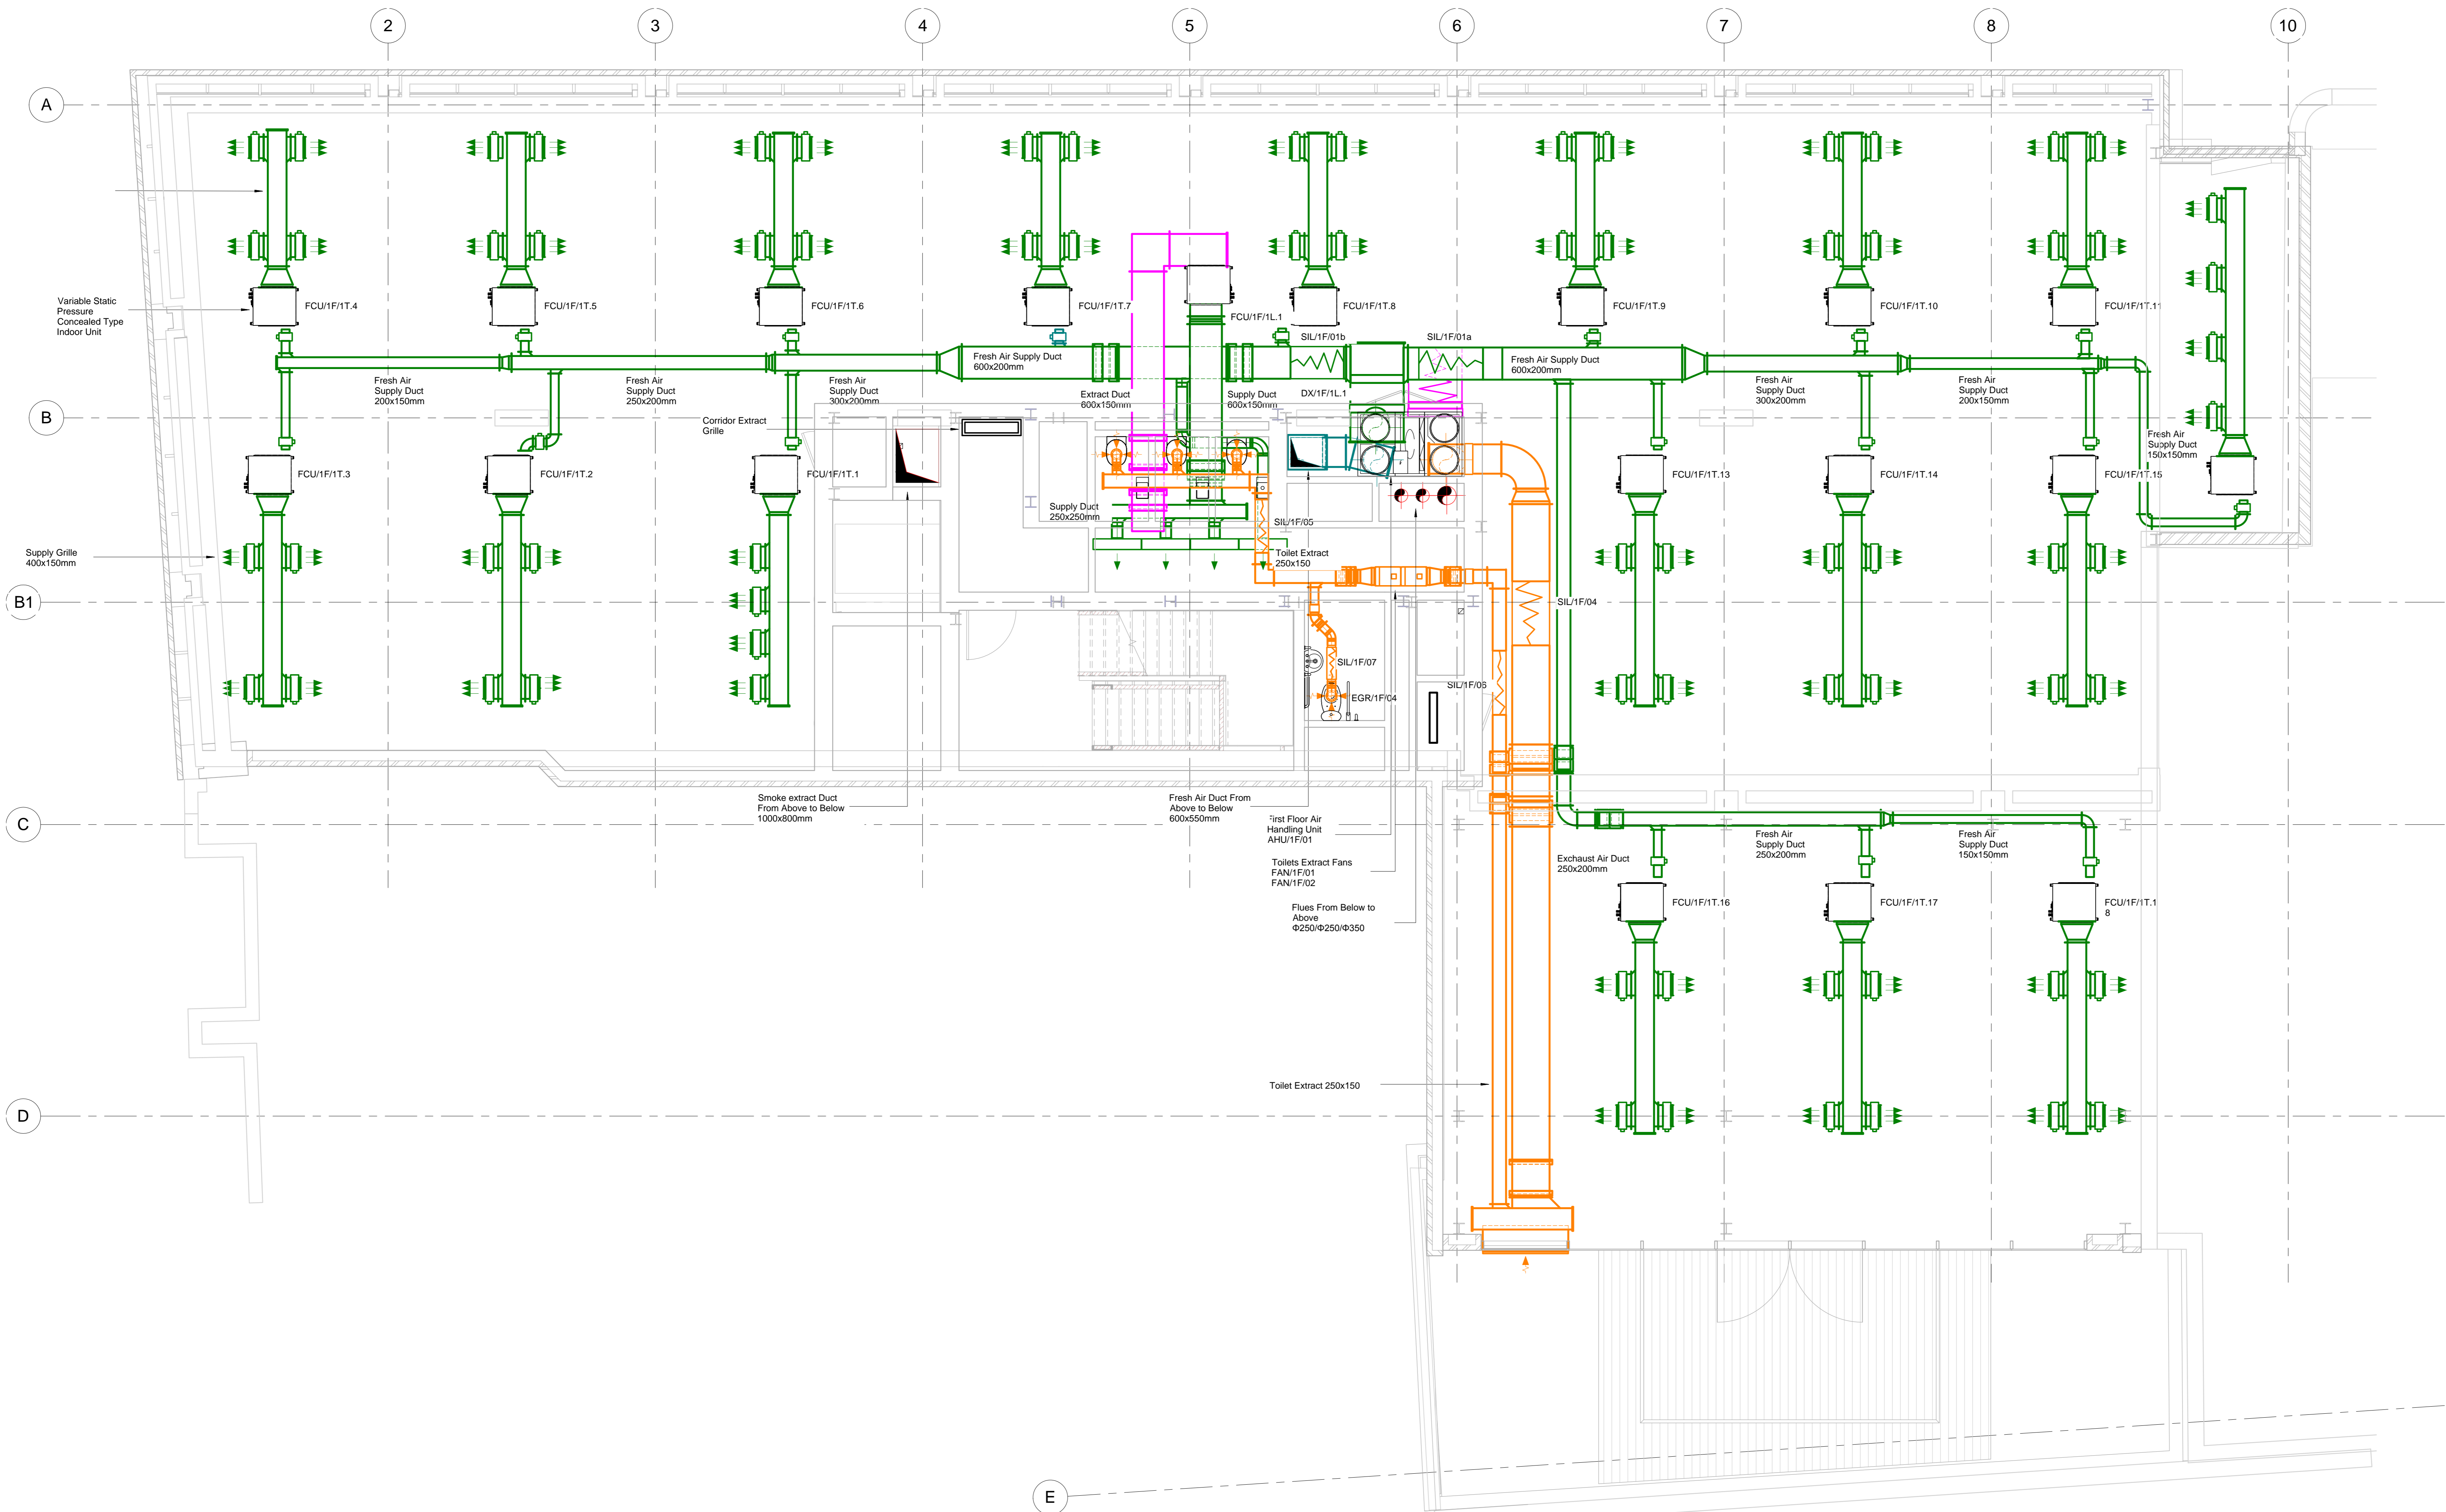 2
3
4
5
6
7
8
10
A
Variable Static
Pressure
Concealed Type
Indoor Unit
FCU/1F/1T.4
FCU/1F/1T.5
FCU/1F/1T.6
FCU/1F/1T.7
FCU/1F/1L.1
FCU/1F/1T.8
FCU/1F/1T.9
FCU/1F/1T.10
FCU/1F/1T.11
SIL/1F/01b
SIL/1F/01a
Fresh Air Supply Duct
600x200mm
Fresh Air Supply Duct
600x200mm
Fresh Air
Supply Duct
200x150mm
Fresh Air
Supply Duct
250x200mm
Fresh Air
Supply Duct
300x200mm
Extract Duct
600x150mm
Supply Duct
600x150mm
DX/1F/1L.1
Fresh Air
Supply Duct
300x200mm
Fresh Air
Supply Duct
200x150mm
B
Corridor Extract
Grille
Fresh Air
Supply Duct
150x150mm
FCU/1F/1T.3
FCU/1F/1T.2
FCU/1F/1T.1
FCU/1F/1T.13
FCU/1F/1T.14
FCU/1F/1T.15
Supply Duct
250x250mm
SIL/1F/05
Supply Grille
400x150mm
Toilet Extract
250x150
B1
SIL/1F/04
SIL/1F/07
SIL/1F/06
EGR/1F/04
Smoke extract Duct
From Above to Below
1000x800mm
Fresh Air Duct From
Above to Below
600x550mm
C
First Floor Air
Handling Unit
AHU/1F/01
Fresh Air
Supply Duct
250x200mm
Fresh Air
Supply Duct
150x150mm
Exchaust Air Duct
250x200mm
Toilets Extract Fans
FAN/1F/01
FAN/1F/02
Flues From Below to
Above
Φ250/Φ250/Φ350
FCU/1F/1T.16
FCU/1F/1T.17
FCU/1F/1T.1
8
Toilet Extract 250x150
D
E